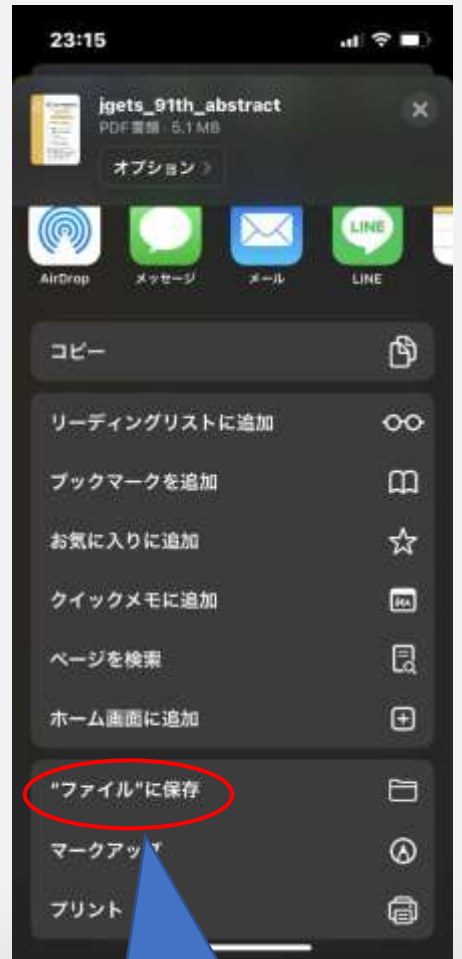 23:15
jgets_91th_abstract
PDF書類・5.1 MB
オプション
LINE
AirDrop
メッセージ
メール
LINE
コピー
リーディングリストに追加
ブックマークを追加
お気に入りに追加
クイックメモに追加
ページを検索
ホーム画面に追加
"ファイル"に保存
マークアップ
プリント